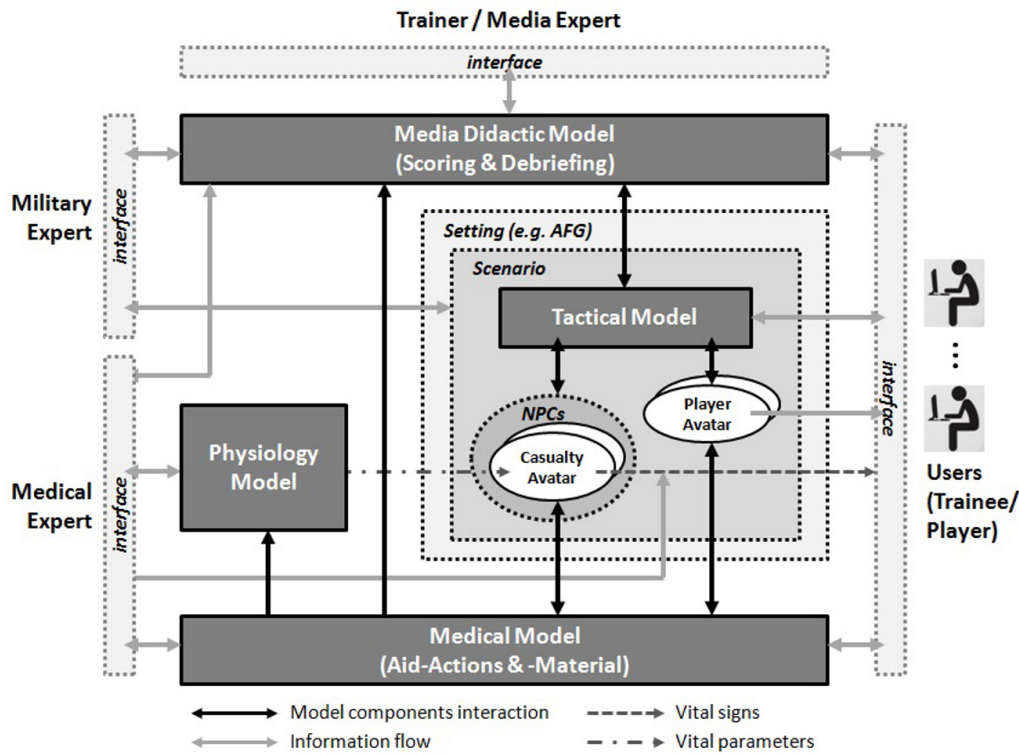 Trainer / Media Expert
interface
Media Didactic Model
(Scoring & Debriefing)
Military
Expert
interface
Setting (e.g. AFG)
Scenario
Tactical Model
NPCs
Casualty
Avatar
Player
Avatar
Physiology
Model
Medical
Expert
interface
interface
Users
(Trainee/
Player)
Medical Model
(Aid-Actions & -Material)
Model components interaction
Vital signs
Information flow
Vital parameters